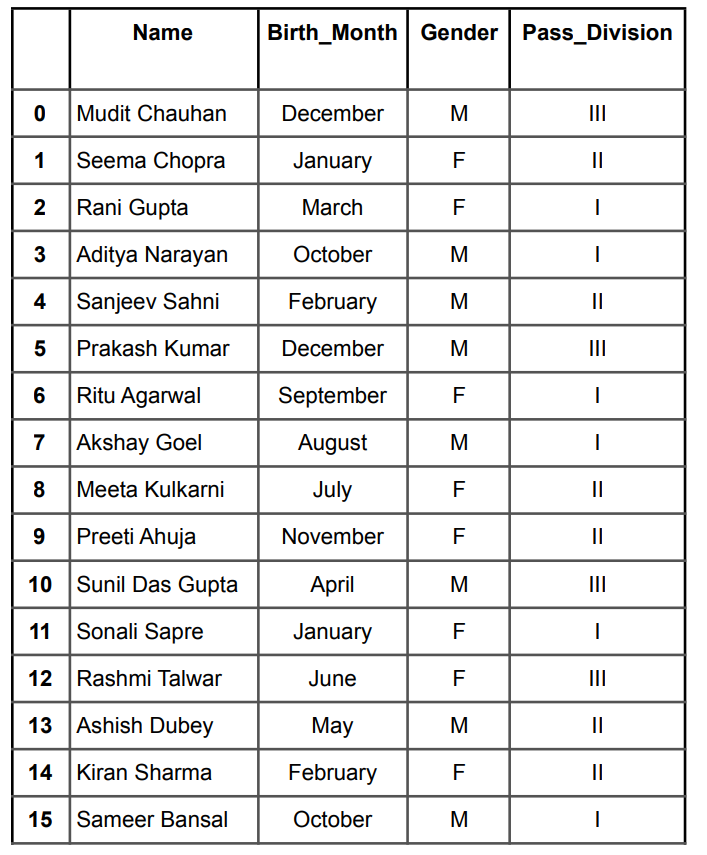 Name Birth_Month Gender Pass_Division
0 Mudit Chauhan December M III
1 Seema Chopra January F II
2 Rani Gupta March F I
3 Aditya Narayan October M I
4 Sanjeev Sahni February M II
5 Prakash Kumar December M III
6 Ritu Agarwal September F I
7 Akshay Goel August M I
8 Meeta Kulkarni July F II
9 Preeti Ahuja November F II
10 Sunil Das Gupta April M III
11 Sonali Sapre January F I
12 Rashmi Talwar June F III
13 Ashish Dubey May M II
14 Kiran Sharma February F II
15 Sameer Bansal October M I